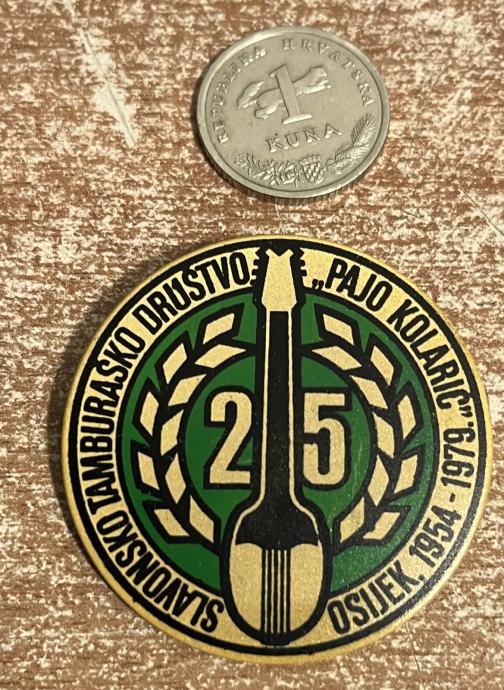 REPUBLIKA HRVATSKA
1
KUNA
SLAVONSKO TAMBURAŠKO DRUŠTVO „PAJO KOLARIĆ”
OSIJEK, 1954 - 1979.
25